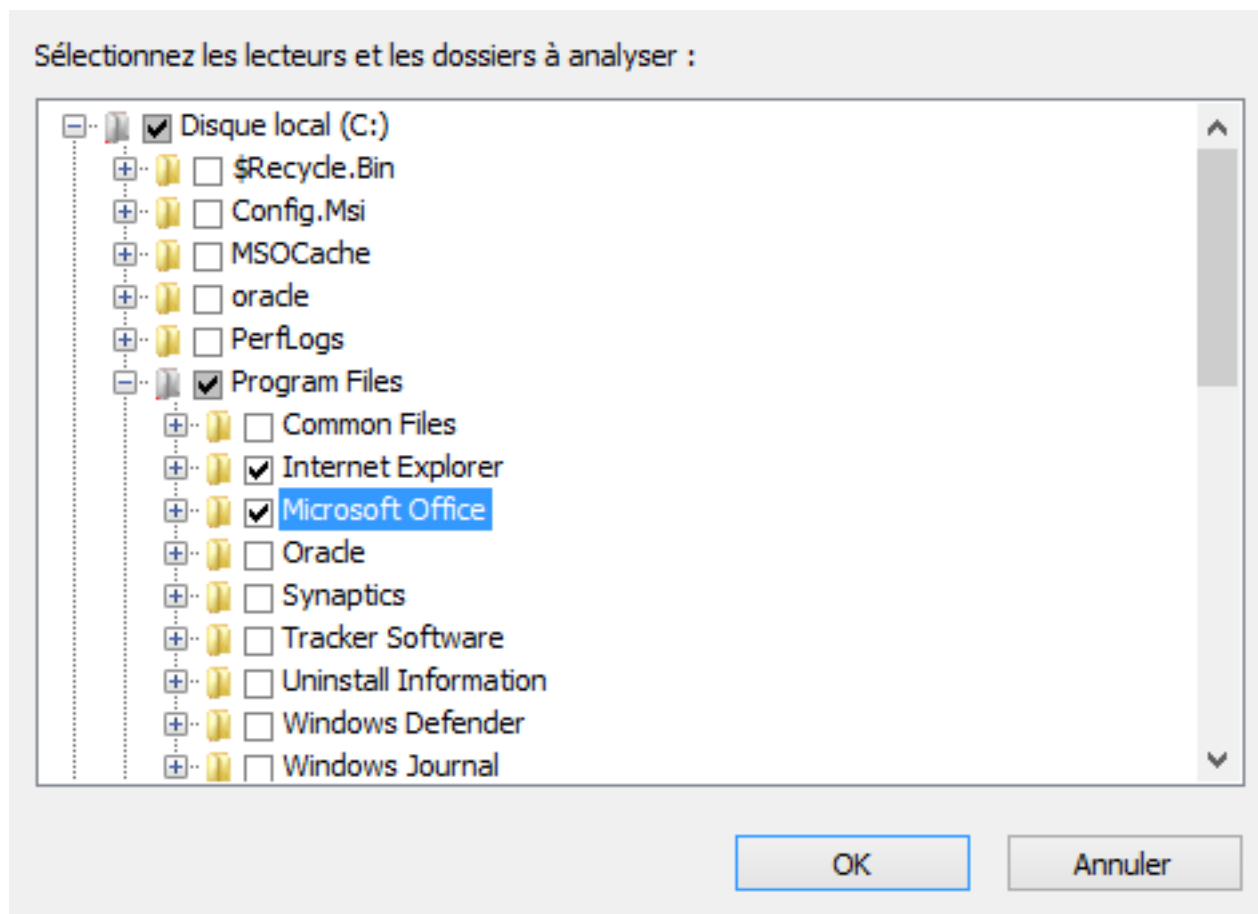 Sélectionnez les lecteurs et les dossiers à analyser :
Disque local (C:)
$Recycle.Bin
Config.Msi
MSOCache
oracle
PerfLogs
Program Files
Common Files
Internet Explorer
Microsoft Office
Oracle
Synaptics
Tracker Software
Uninstall Information
Windows Defender
Windows Journal
OK Annuler